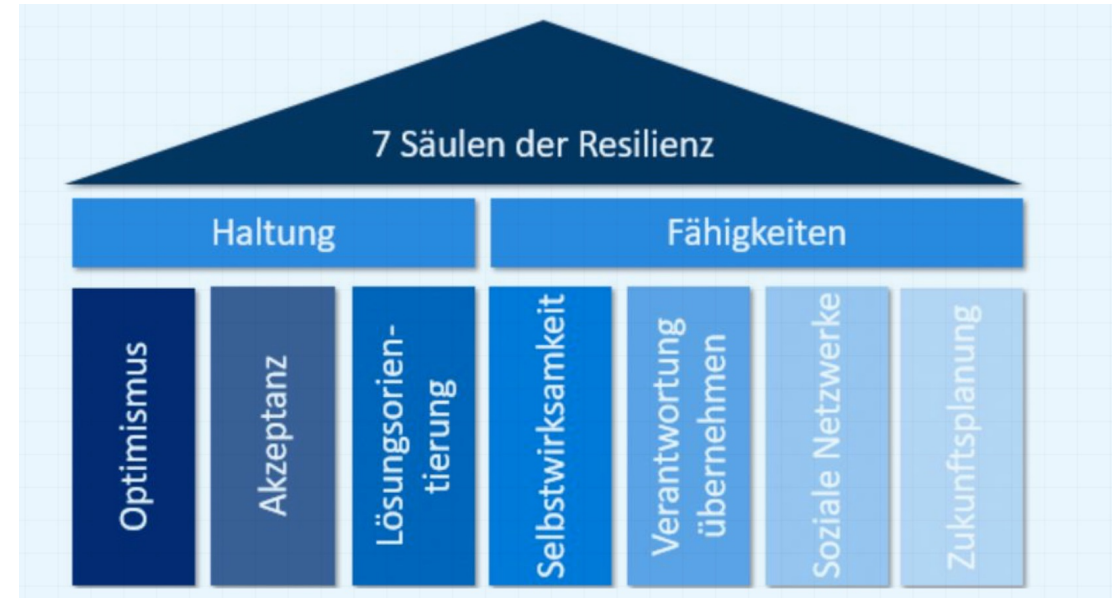 7 Säulen der Resilienz
Haltung
Fähigkeiten
Optimismus
Akzeptanz
Lösungsorien-
tierung
Selbstwirksamkeit
Verantwortung
übernehmen
Soziale Netzwerke
Zukunftsplanung